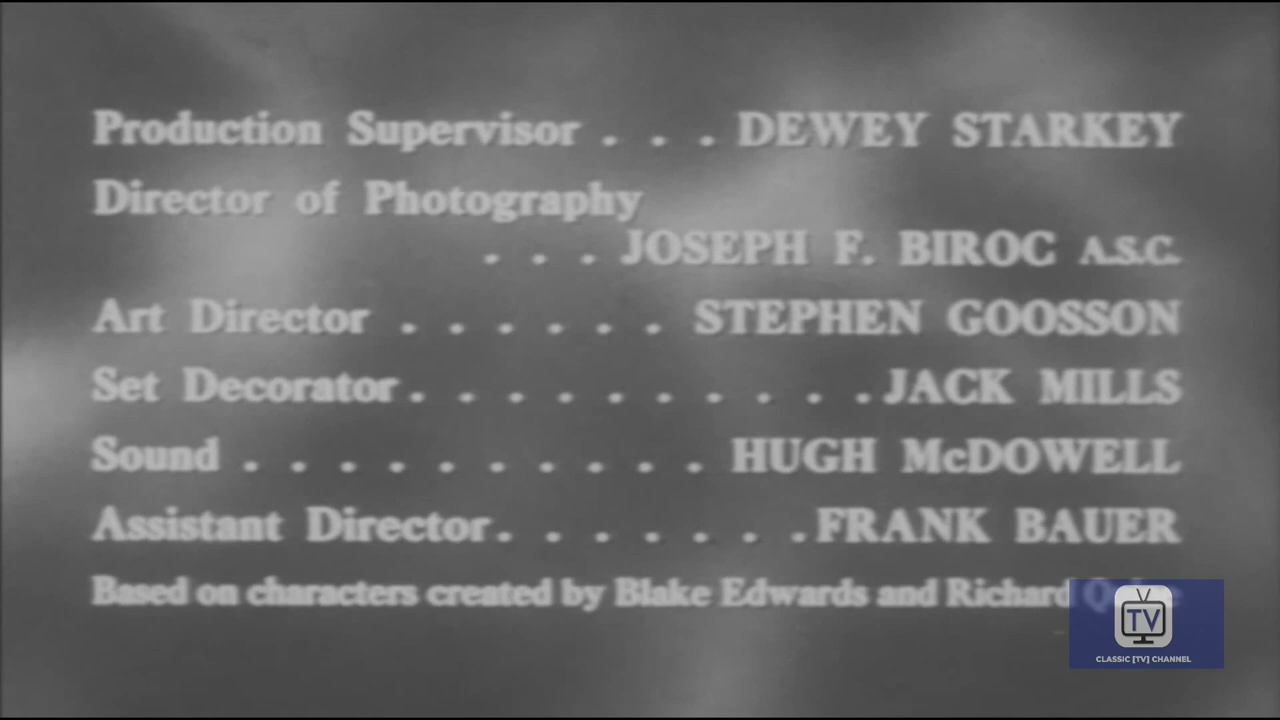 Production Supervisor . . . DEWEY STARKEY
Director of Photography
. . . JOSEPH F. BIROC A.S.C.
Art Director . . . . . . STEPHEN GOOSSON
Set Decorator . . . . . . . . . . JACK MILLS
Sound . . . . . . . . . . HUGH McDOWELL
Assistant Director . . . . . . . FRANK BAUER
Based on characters created by Blake Edwards and Richard
TV
CLASSIC [TV] CHANNEL